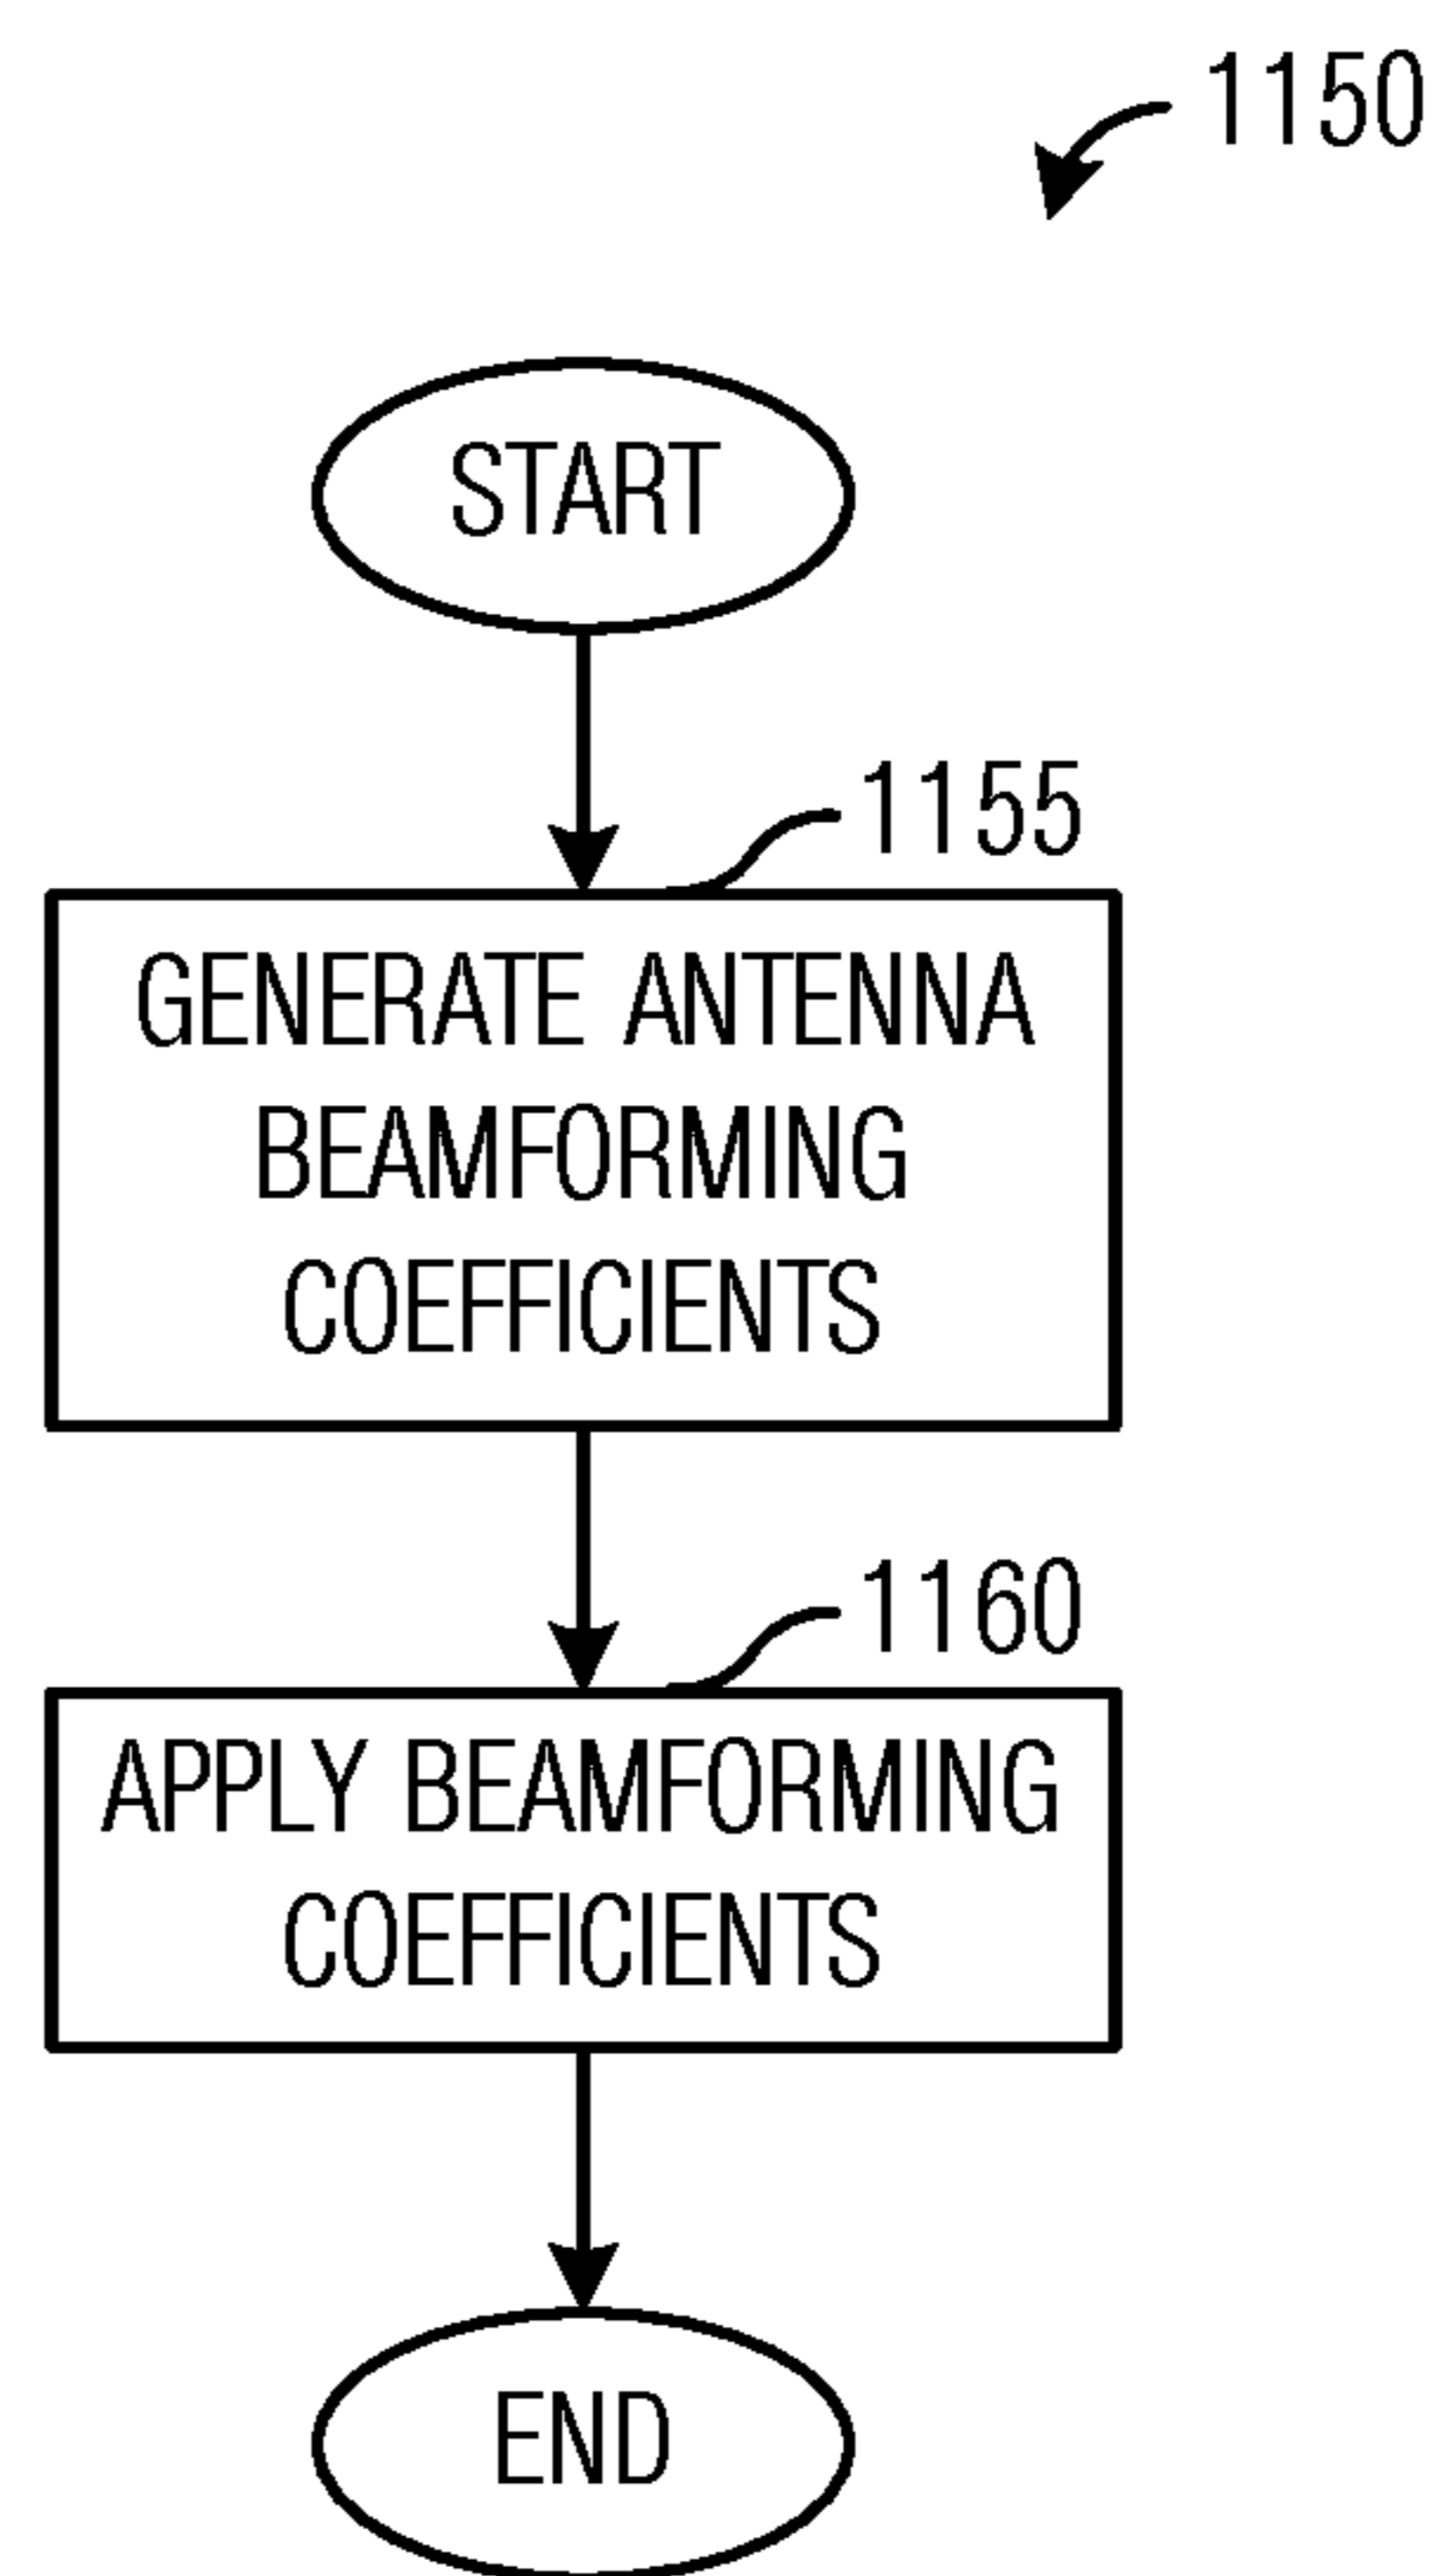 1150
START
1155
GENERATE ANTENNA
BEAMFORMING
COEFFICIENTS
1160
APPLY BEAMFORMING
COEFFICIENTS
END